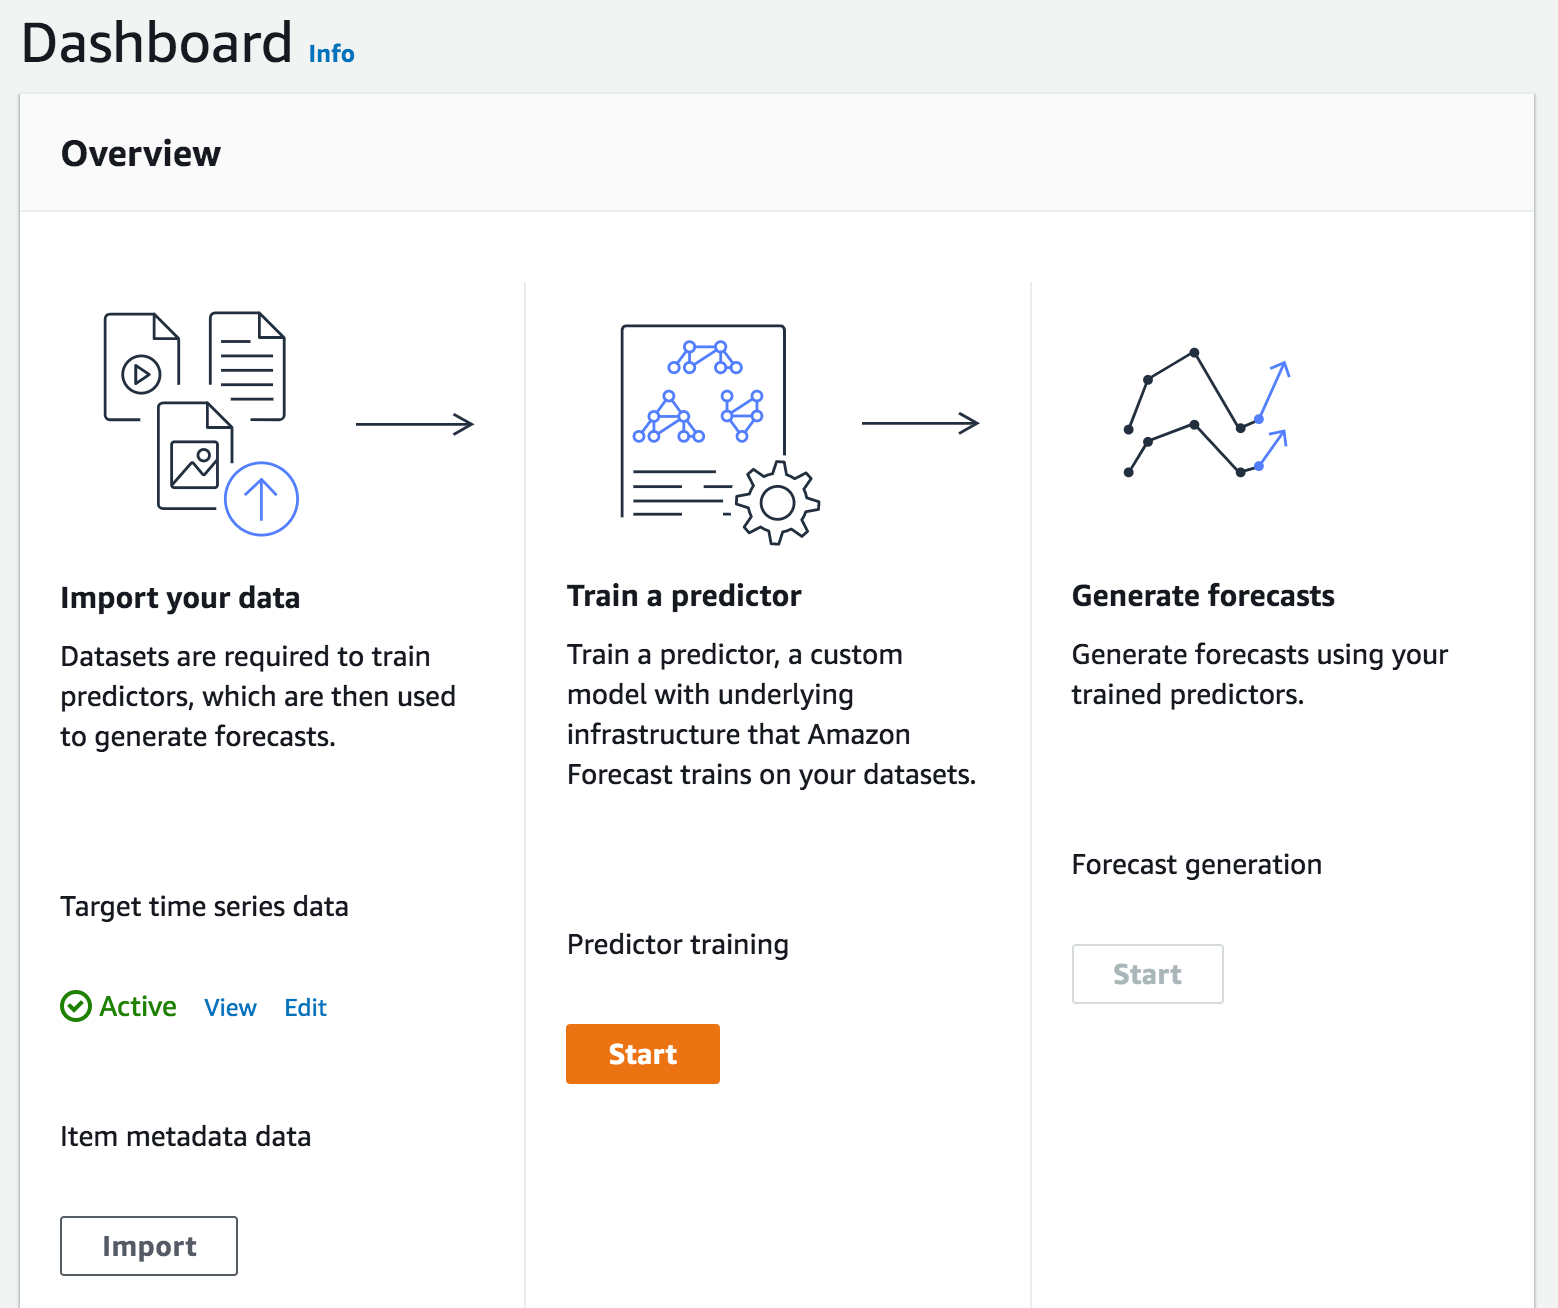 Dashboard Info
Overview
Import your data
Datasets are required to train
predictors, which are then used
to generate forecasts.
Target time series data
Active View Edit
Item metadata data
Import
Train a predictor
Train a predictor, a custom
model with underlying
infrastructure that Amazon
Forecast trains on your datasets.
Predictor training
Start
Generate forecasts
Generate forecasts using your
trained predictors.
Forecast generation
Start